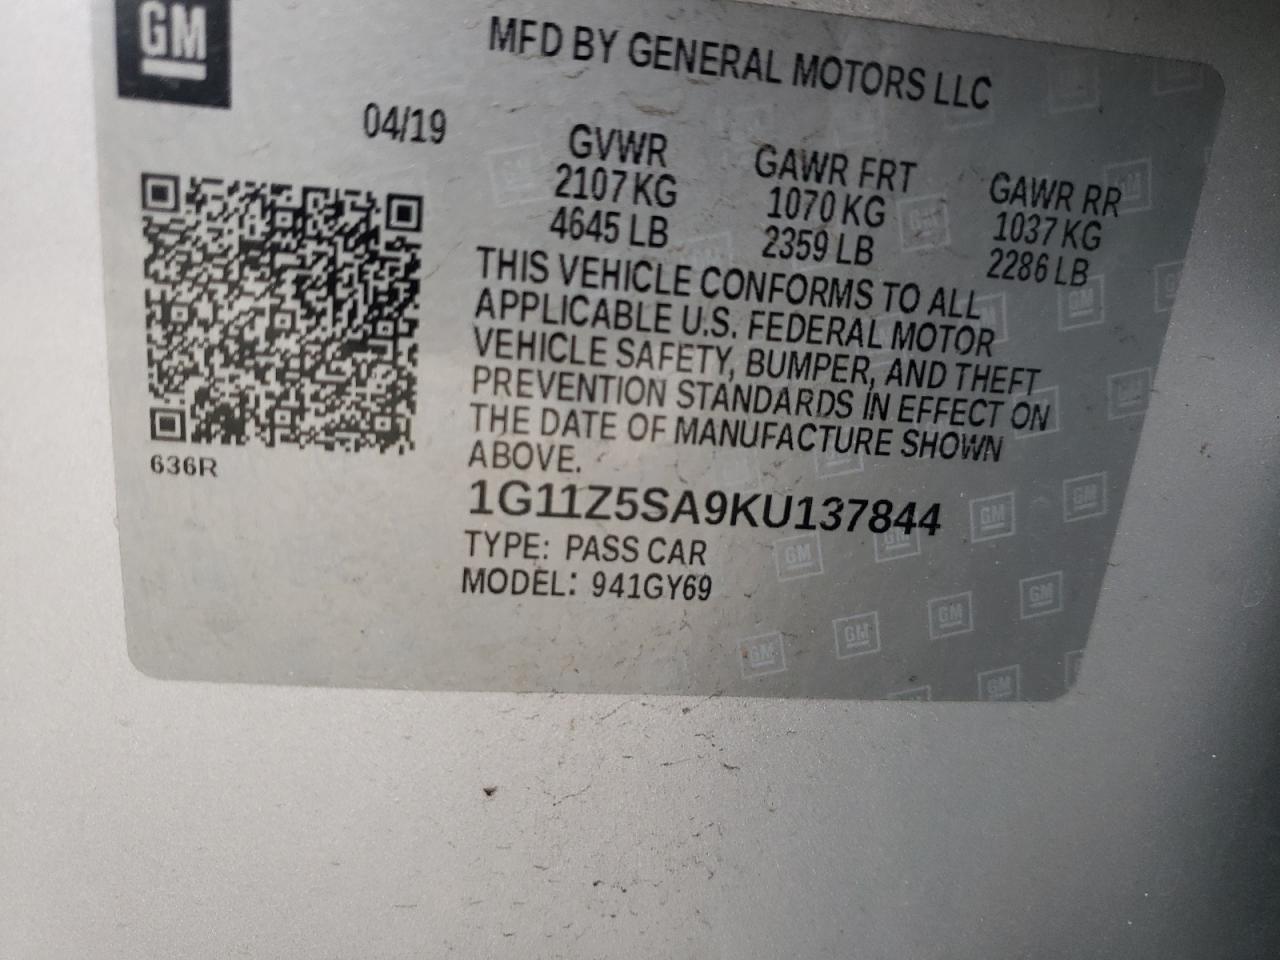 GM
MFD BY GENERAL MOTORS LLC
04/19
GVWR
2107 KG
4645 LB
GAWR FRT
1070 KG
2359 LB
GAWR RR
1037 KG
2286 LB
THIS VEHICLE CONFORMS TO ALL
APPLICABLE U.S. FEDERAL MOTOR
VEHICLE SAFETY, BUMPER, AND THEFT
PREVENTION STANDARDS IN EFFECT ON
THE DATE OF MANUFACTURE SHOWN
ABOVE.
636R
1G11Z5SA9KU137844
TYPE: PASS CAR
MODEL: 941GY69